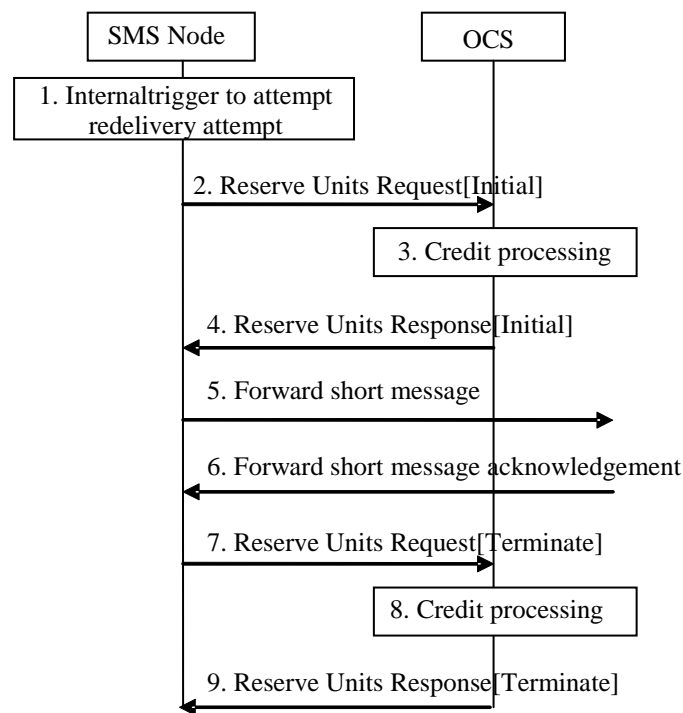 SMS Node
OCS
1. Internaltrigger to attempt
redelivery attempt
2. Reserve Units Request[Initial]
3. Credit processing
4. Reserve Units Response[Initial]
5. Forward short message
6. Forward short message acknowledgement
7. Reserve Units Request[Terminate]
8. Credit processing
9. Reserve Units Response[Terminate]